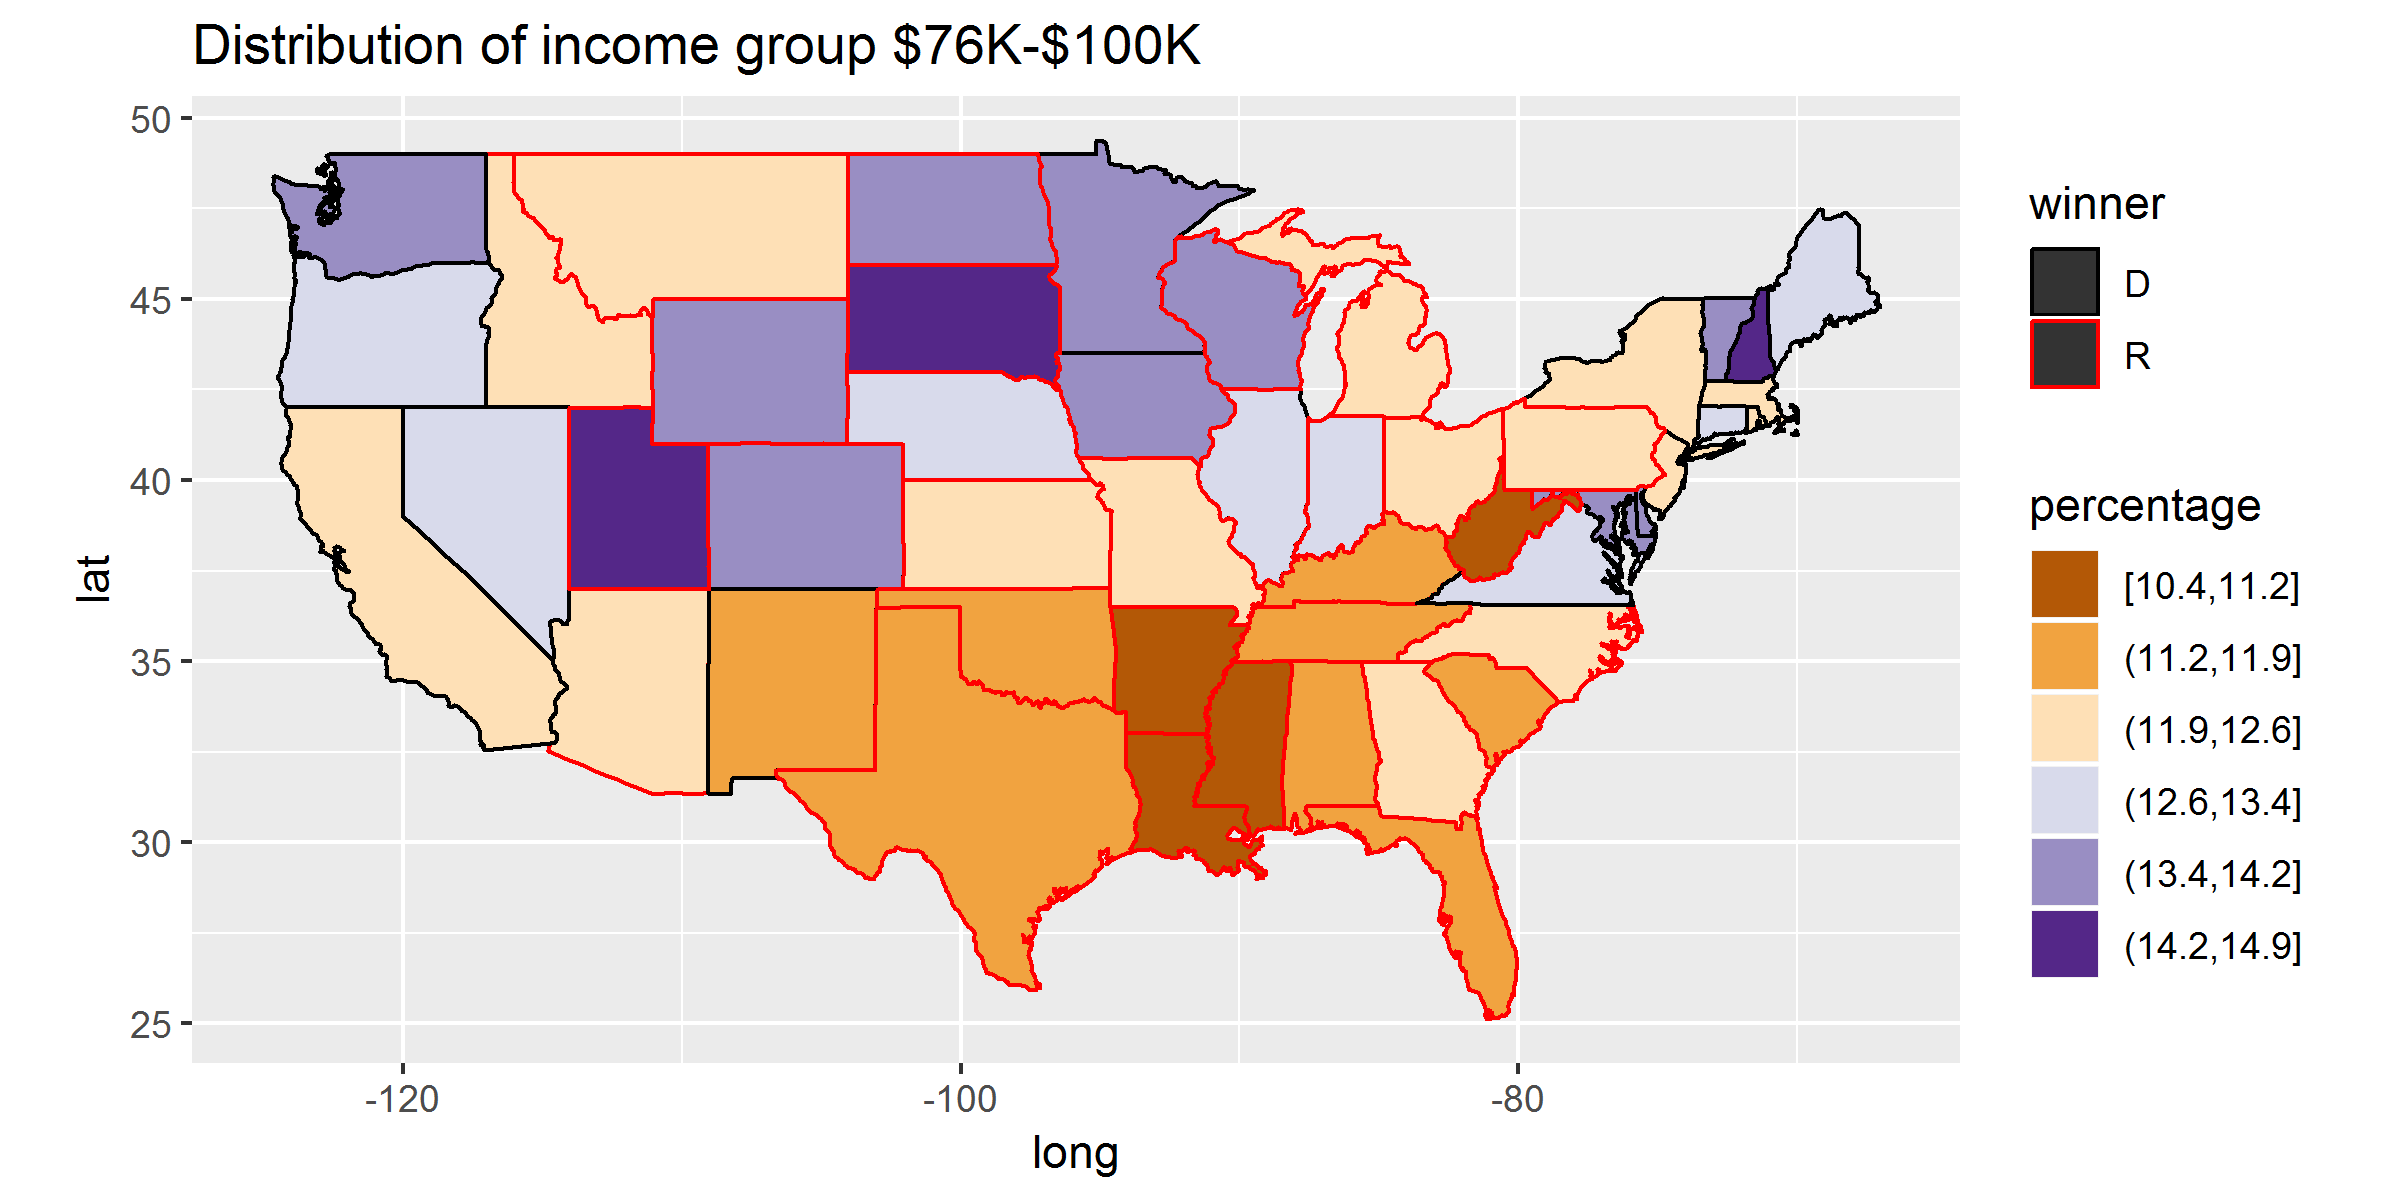 Distribution of income group $76K-$100K
50
45
40
35
30
25
lat
-120
-100
-80
long
winner
D
R
percentage
[10.4,11.2]
(11.2,11.9]
(11.9,12.6]
(12.6,13.4]
(13.4,14.2]
(14.2,14.9]